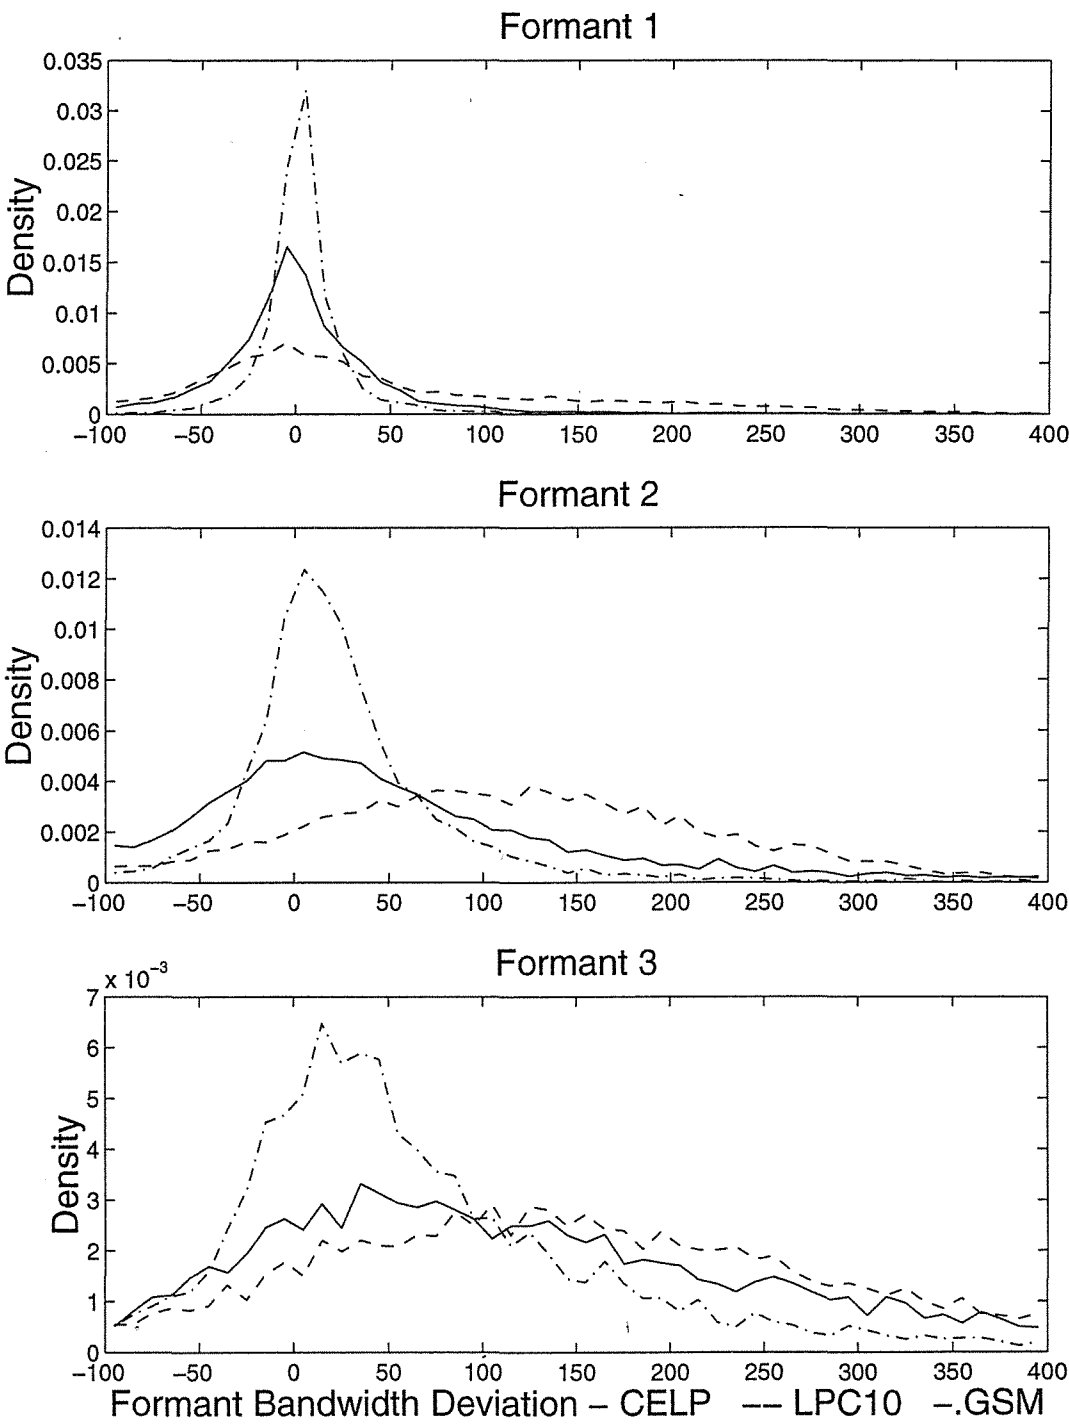 Formant 1
0.035
0.03
0.025
0.02
0.015
0.01
0.005
0
Density
−100 −50 0 50 100 150 200 250 300 350 400
Formant 2
0.014
0.012
0.01
0.008
0.006
0.004
0.002
0
Density
−100 −50 0 50 100 150 200 250 300 350 400
Formant 3
x 10−3
7
6
5
4
3
2
1
0
Density
−100 −50 0 50 100 150 200 250 300 350 400
Formant Bandwidth Deviation – CELP −− LPC10 −.GSM